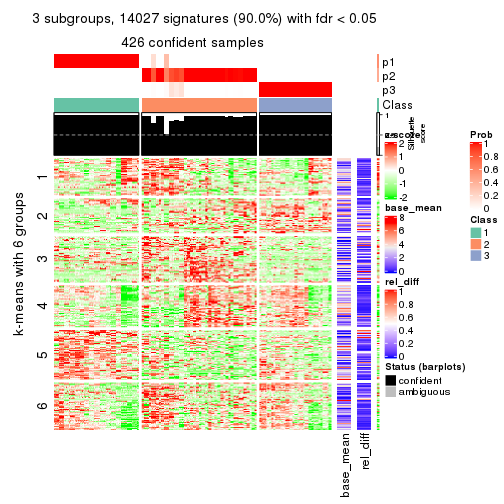 3 subgroups, 14027 signatures (90.0%) with fdr < 0.05
426 confident samples
p1
p2
p3
Class
1
Silhouette
score
k-means with 6 groups
1
2
3
4
5
6
base_mean
rel_diff
z-score
2
1
0
-2
base_mean
8
6
4
2
0
rel_diff
1
0.8
0.6
0.4
0.2
0
Status (barplots)
confident
ambiguous
Prob
1
0.8
0.6
0.4
0.2
0
Class
1
2
3